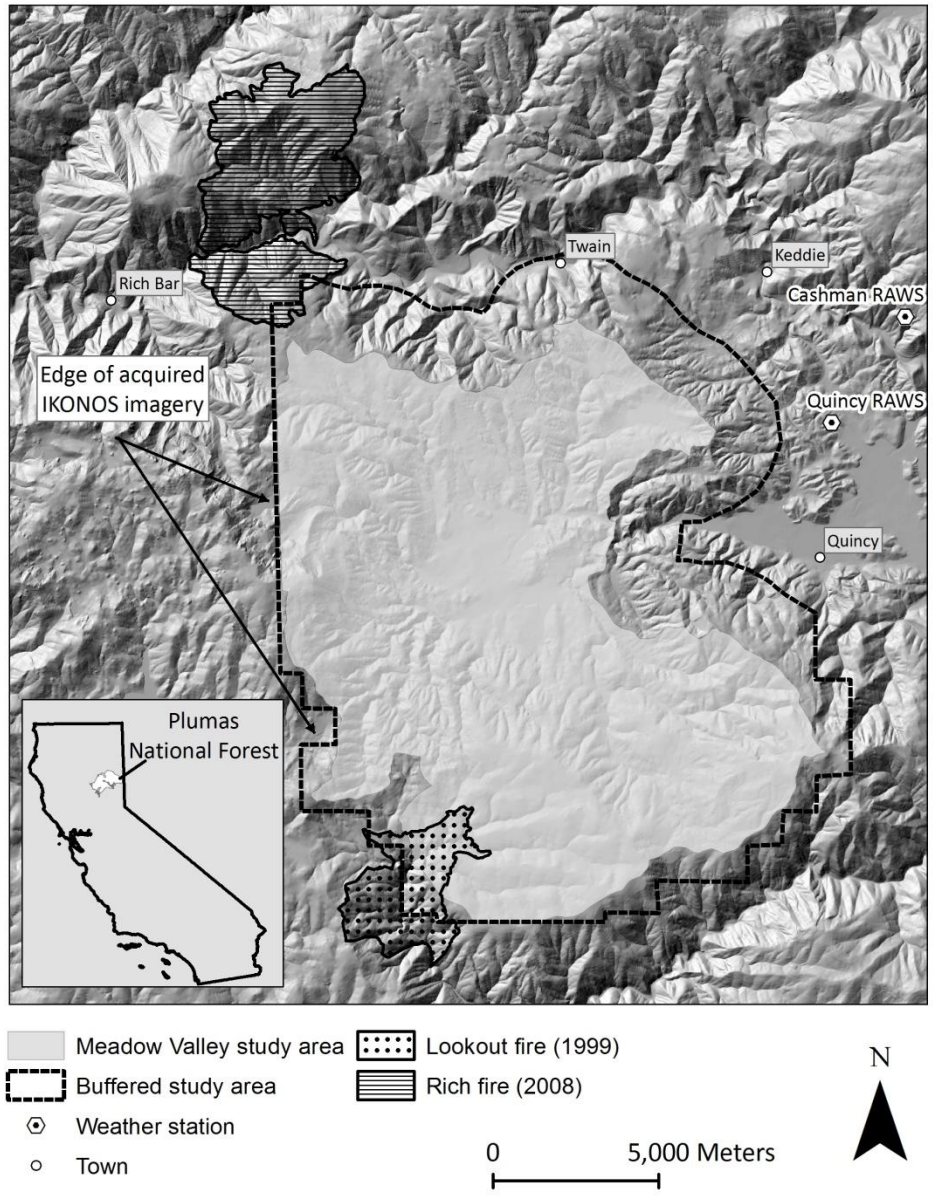 Twain
Keddie
Rich Bar
Cashman RAWS
Edge of acquired
IKONOS imagery
Quincy RAWS
Quincy
Plumas
National Forest
Meadow Valley study area
Lookout fire (1999)
Buffered study area
Rich fire (2008)
Weather station
Town
N
0
5,000 Meters